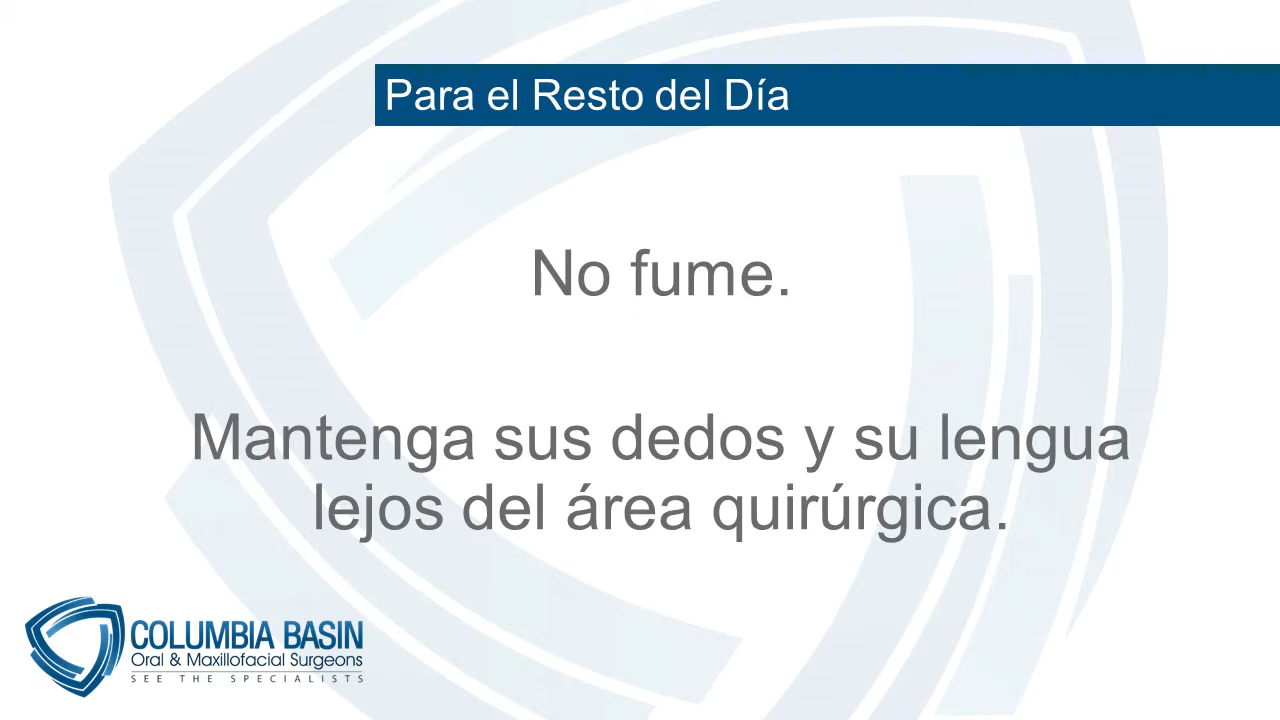 Para el Resto del Día
No fume.
Mantenga sus dedos y su lengua
lejos del área quirúrgica.
COLUMBIA BASIN
Oral & Maxillofacial Surgeons
SEE THE SPECIALISTS